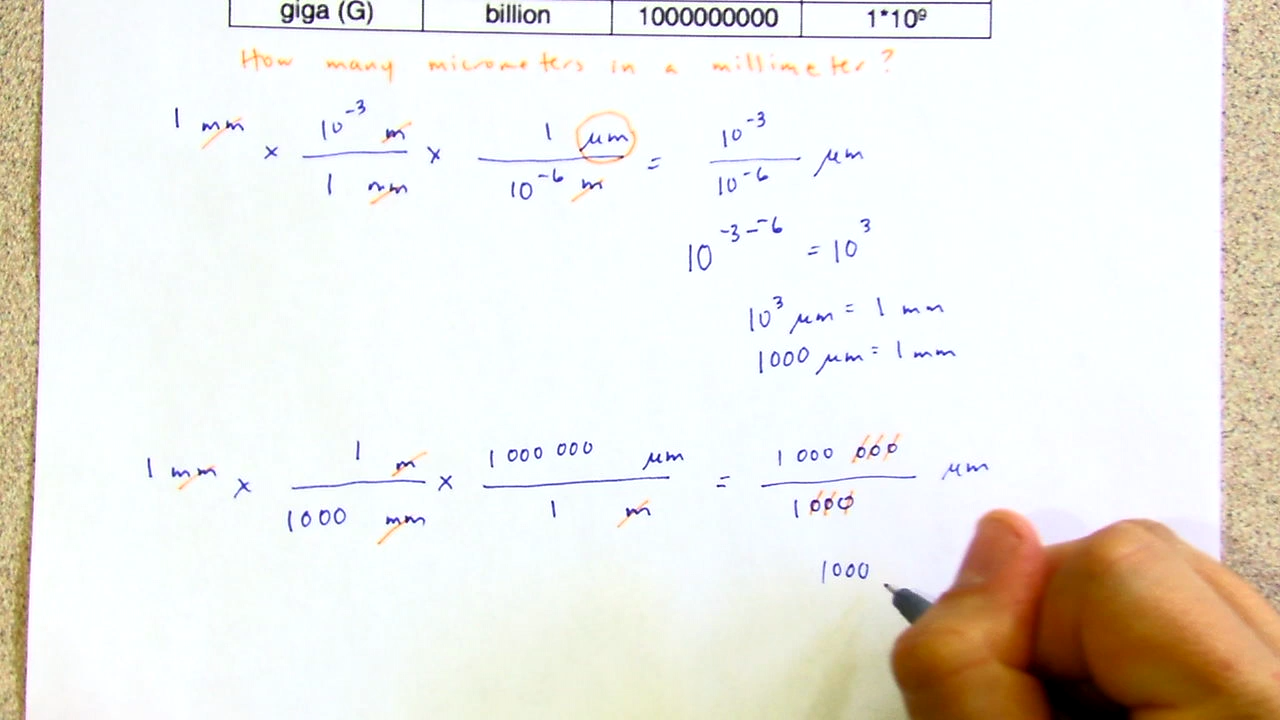 giga (G) billion 1000000000 1*10⁹
How many micrometers in a millimeter?
1 mm × 10⁻³ m / 1 mm × 1 μm / 10⁻⁶ m = 10⁻³ / 10⁻⁶ μm
10⁻³⁻⁻⁶ = 10³
10³ μm = 1 mm
1000 μm = 1 mm
1 mm × 1 m / 1000 mm × 1 000 000 μm / 1 m = 1 000 000 / 1 000 μm
1000